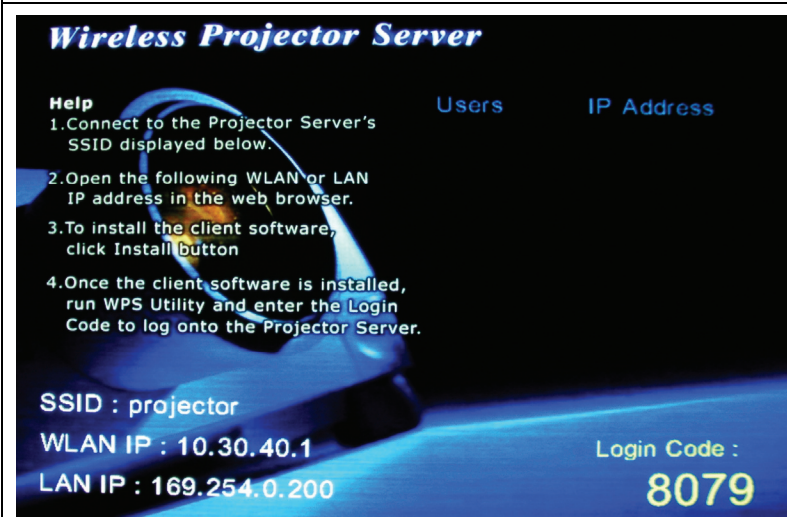 Wireless Projector Server
Help
1.Connect to the Projector Server's
SSID displayed below.
2.Open the following WLAN or LAN
IP address in the web browser.
3.To install the client software,
click Install button
4.Once the client software is installed,
run WPS Utility and enter the Login
Code to log onto the Projector Server.
Users IP Address
SSID : projector
WLAN IP : 10.30.40.1
LAN IP : 169.254.0.200
Login Code :
8079